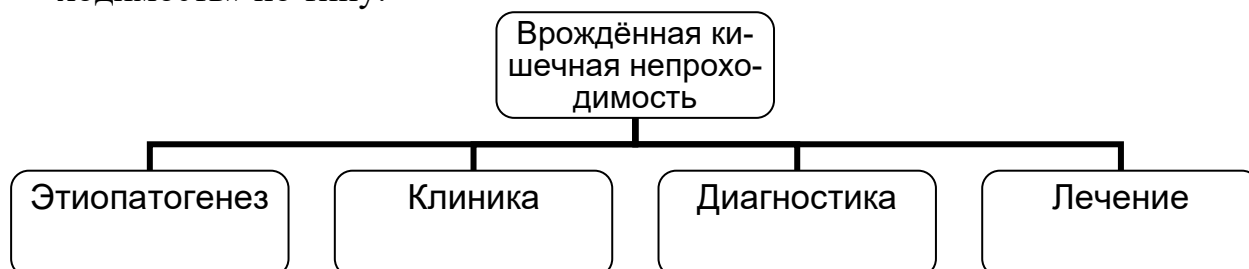 Врождённая ки-
шечная непрохо-
димость
Этиопатогенез
Клиника
Диагностика
Лечение